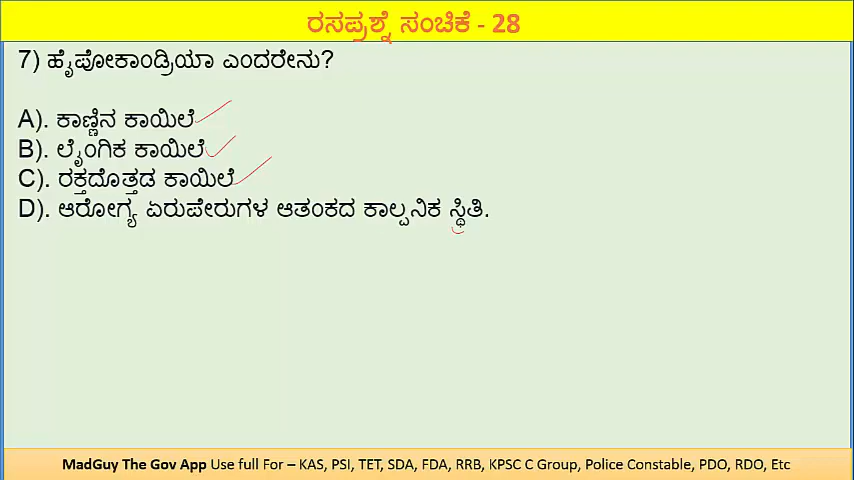 ರಸಪ್ರಶ್ನೆ ಸಂಚಿಕೆ - 28
7) ಹೈಪೋಕಾಂಡ್ರಿಯಾ ಎಂದರೇನು?
A). ಕಾಣ್ಣಿನ ಕಾಯಿಲೆ
B). ಲೈಂಗಿಕ ಕಾಯಿಲೆ
C). ರಕ್ತದೊತ್ತಡ ಕಾಯಿಲೆ
D). ಆರೋಗ್ಯ ಏರುಪೇರುಗಳ ಆತಂಕದ ಕಾಲ್ಪನಿಕ ಸ್ಥಿತಿ.
MadGuy The Gov App Use full For – KAS, PSI, TET, SDA, FDA, RRB, KPSC C Group, Police Constable, PDO, RDO, Etc